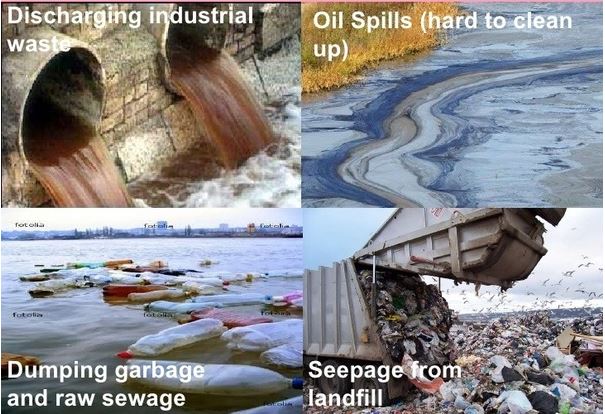 Discharging industrial
waste
Oil Spills (hard to clean
up)
fotolia fotolia fotolia
fotolia fotolia fotolia
Dumping garbage
and raw sewage
Seepage from
landfill